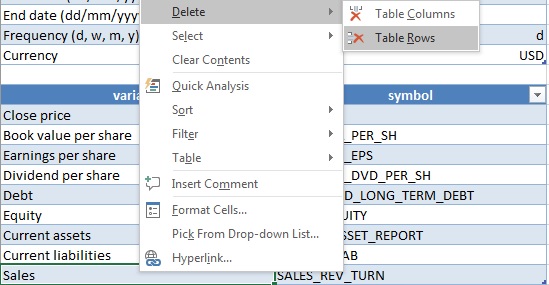 End date (dd/mm/yyy
Frequency (d, w, m, y) d
Currency USD
Delete
Select
Clear Contents
Quick Analysis
Sort
Filter
Table
Insert Comment
Format Cells...
Pick From Drop-down List...
Hyperlink...
Table Columns
Table Rows
varia symbol
Close price
Book value per share _PER_SH
Earnings per share _EPS
Dividend per share _DVD_PER_SH
Debt D_LONG_TERM_DEBT
Equity UITY
Current assets SSET_REPORT
Current liabilities AB
Sales SALES_REV_TURN